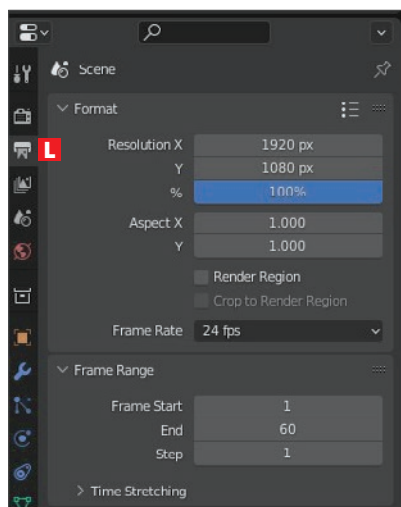 Scene
Format
Resolution X 1920 px
L
Y 1080 px
% 100%
Aspect X 1.000
Y 1.000
Render Region
Crop to Render Region
Frame Rate 24 fps
Frame Range
Frame Start 1
End 60
Step 1
Time Stretching